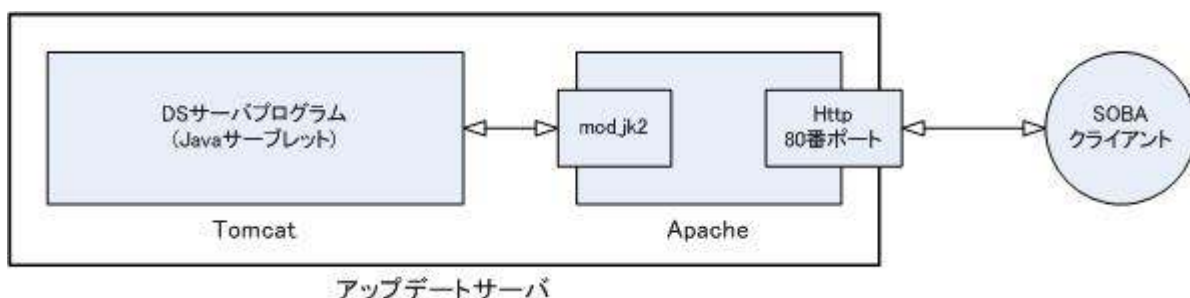 DSサーバプログラム
(Javaサーブレット)
mod_jk2
Http
80番ポート
SOBA
クライアント
Tomcat
Apache
アップデートサーバ